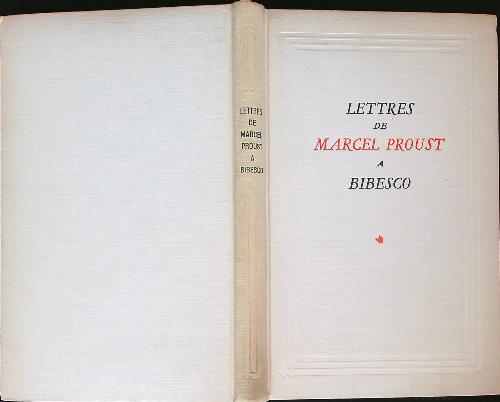 LETTRES
DE
MARCEL
PROUST
A
BIBESCO
LETTRES
DE
MARCEL PROUST
A
BIBESCO